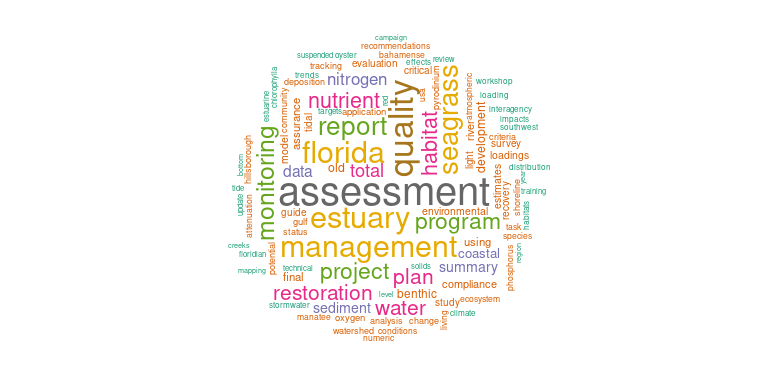 campaign
recommendations
suspended oyster bahamense
tracking evaluation effects review
trends critical
deposition nitrogen workshop
chlorophylla
estuarine
community
model
assurance
tidal
nutrient
targets application
red
quality
usa
pyrodinium
seagrass
atmospheric
loading
interagency
impacts
southwest
river
development
criteria
habitat
light
survey
loadings
report
florida
monitoring
hillsborough
bottom
data old total
distribution
year
training
assessment
tide
update
attenuation
estimates
recovery
shoreline
habitats
guide estuary environmental
gulf program
status task
species
creeks
floridian
management using
coastal
region
phosphorus
mapping
potential
technical project solids summary
final plan compliance
restoration level benthic
stormwater sediment water study ecosystem
manatee oxygen analysis change living climate
watershed conditions
numeric